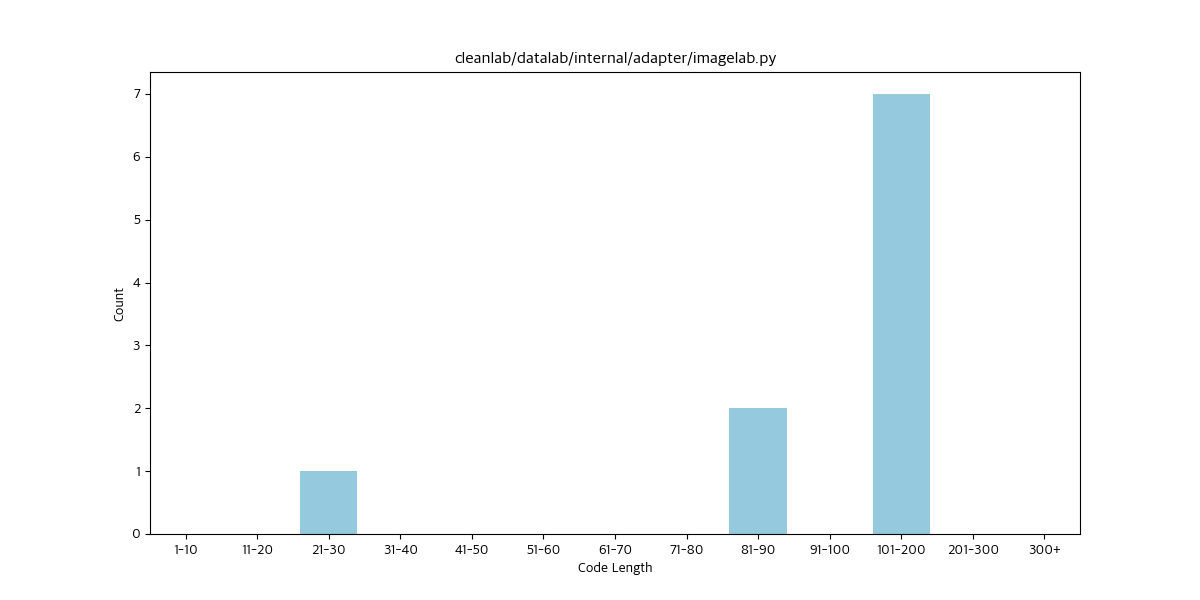 cleanlab/datalab/internal/adapter/imagelab.py
7
6
5
4
3
2
1
0
Count
1-10 11-20 21-30 31-40 41-50 51-60 61-70 71-80 81-90 91-100 101-200 201-300 300+
Code Length